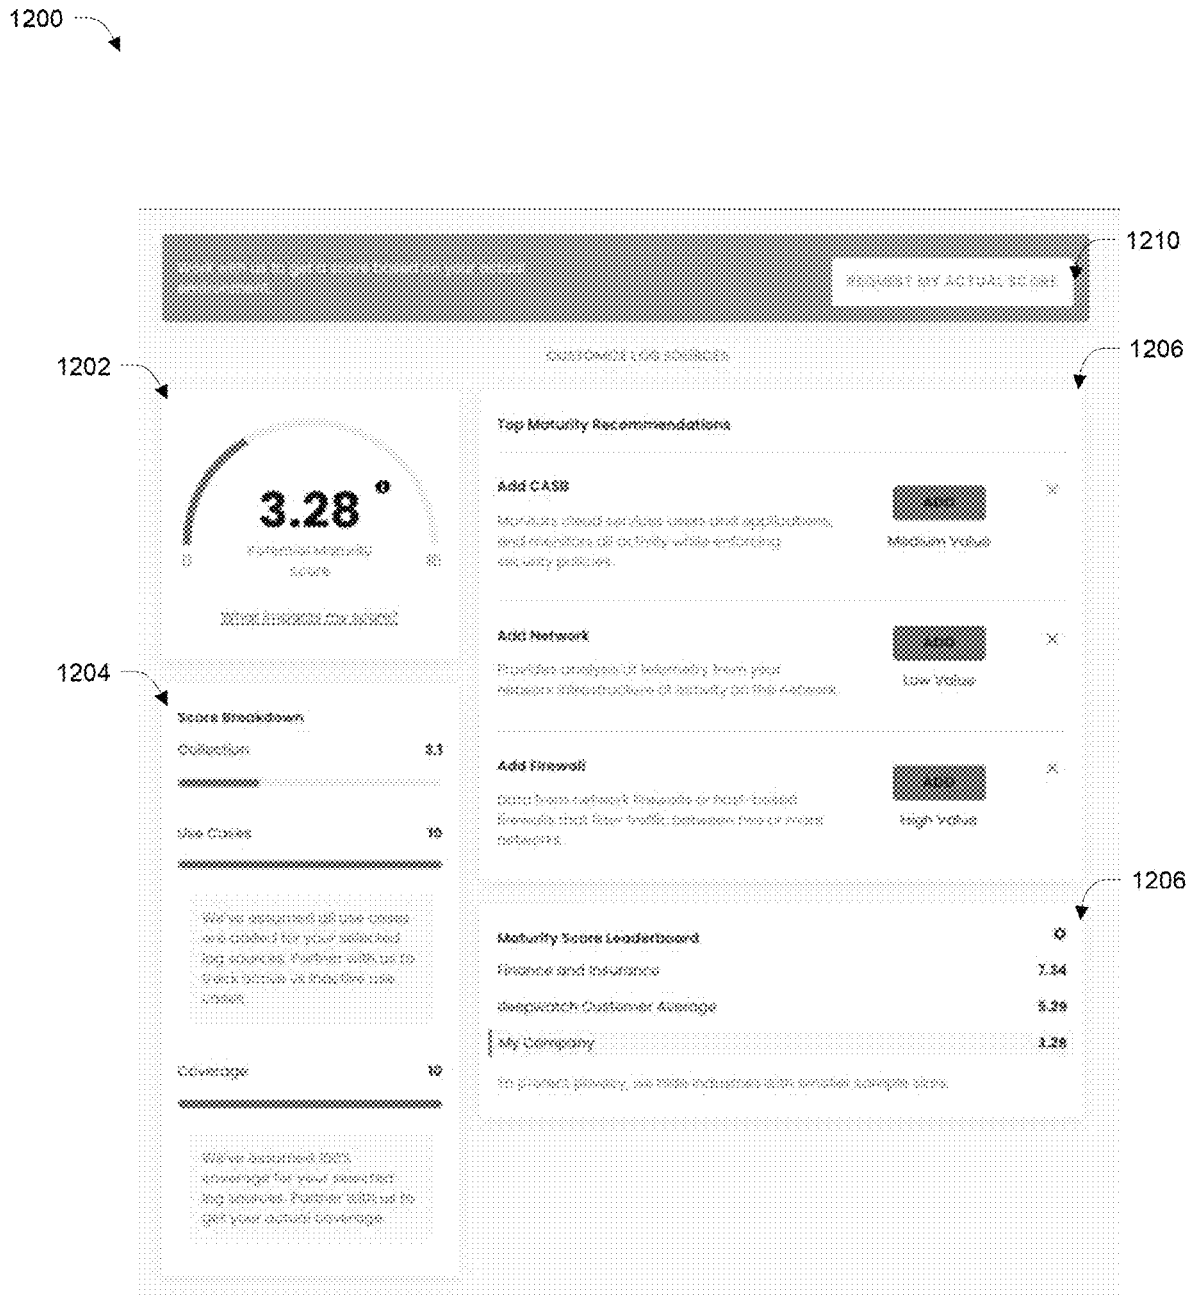 1200
1210
REQUEST MY ACTUAL SCORE
CUSTOMIZE LOG SOURCES
1202
1206
3.28
Potential Maturity
Score
0
10
What impacts my score?
Top Maturity Recommendations
Add CASB
Monitors cloud services users and applications,
and monitors all activity while enforcing
security policies.
ADD
Medium Value
Add Network
Provides analysis of telemetry from your
network infrastructure of activity on the network.
ADD
Low Value
Add Firewall
Data from network firewalls or host-based
firewalls that filter traffic between two or more
networks.
ADD
High Value
1204
Score Breakdown
Collection 3.3
Use Cases 10
We've assumed all use cases
are crafted for your selected
log sources. Partner with us to
track active vs inactive use
cases.
Coverage 10
We've assumed 100%
coverage for your selected
log sources. Partner with us to
get your actual coverage.
1206
Maturity Score Leaderboard
Finance and Insurance 7.34
deepwatch Customer Average 5.29
My Company 3.28
To protect privacy, we hide industries with smaller sample sizes.